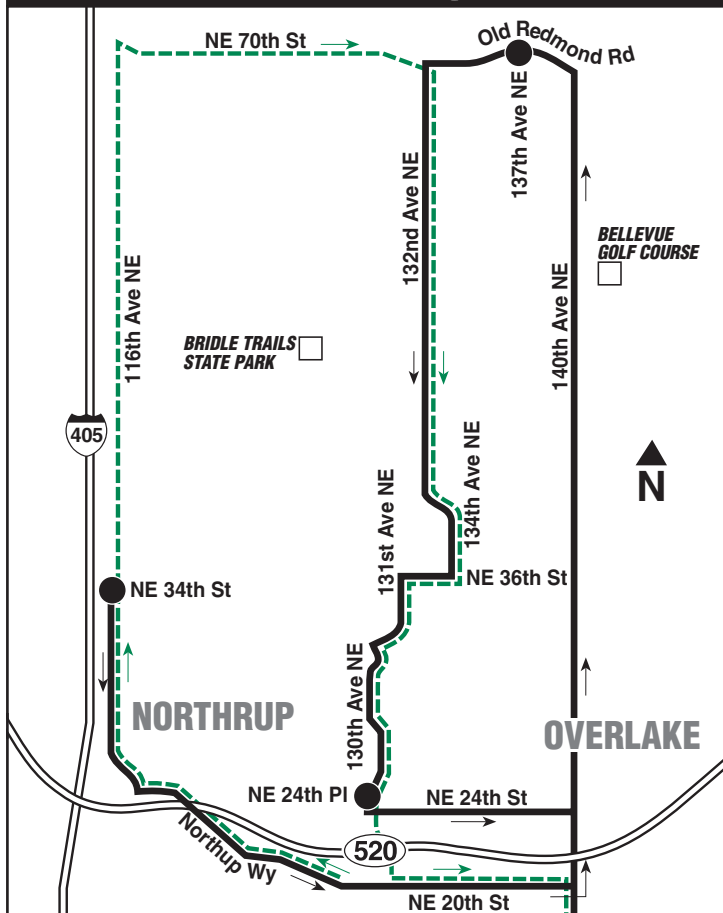 NE 70th St
Old Redmond Rd
137th Ave NE
132nd Ave NE
BELLEVUE
GOLF COURSE
116th Ave NE
BRIDLE TRAILS
STATE PARK
140th Ave NE
405
N
134th Ave NE
131st Ave NE
NE 36th St
NE 34th St
NORTHRUP
130th Ave NE
OVERLAKE
NE 24th Pl
NE 24th St
520
Northup Wy
NE 20th St